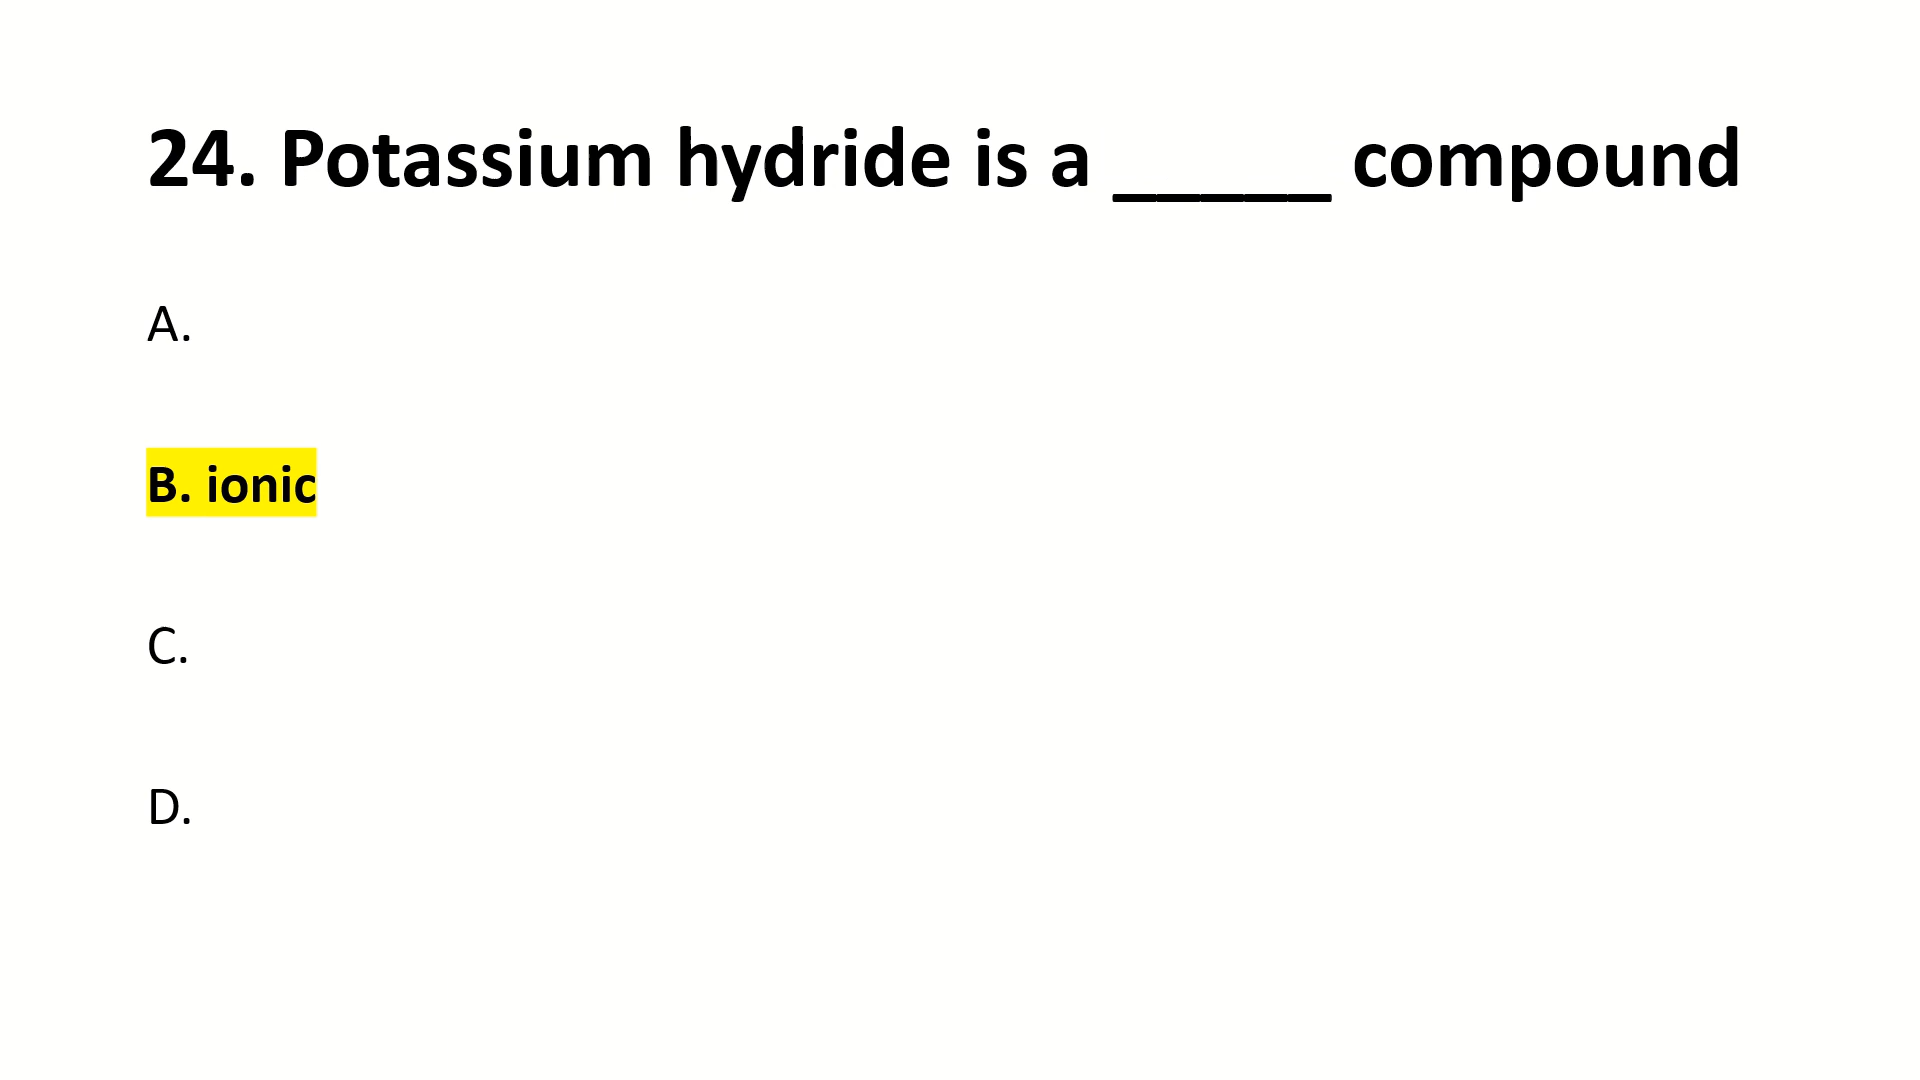 24. Potassium hydride is a _____ compound
A.
B. ionic
C.
D.